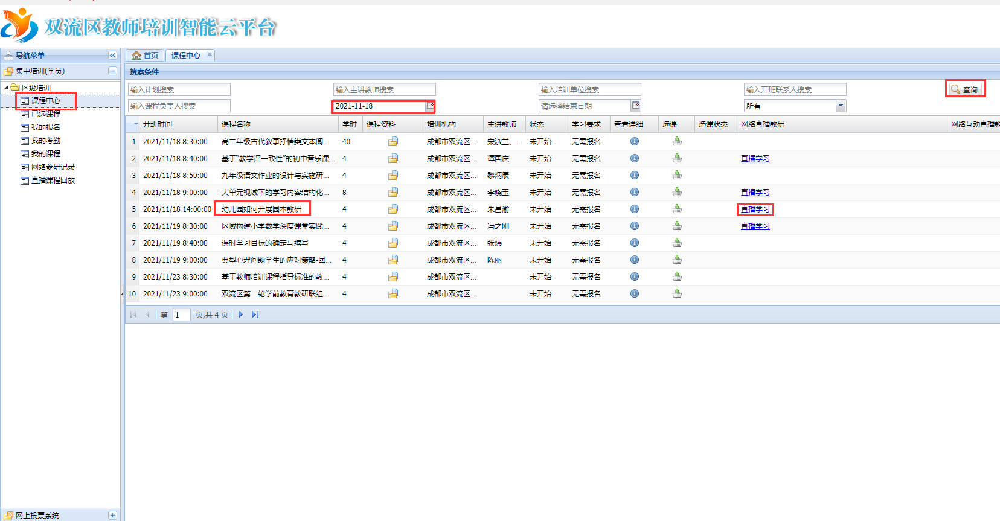 双流区教师培训智能云平台
导航菜单
集中培训(学员)
区级培训
课程中心
已选课程
我的报名
我的考勤
我的课程
网络参研记录
直播课程回放
网上投票系统
首页 课程中心
搜索条件
输入计划搜索 输入主讲教师搜索 输入培训单位搜索 输入开班联系人搜索 查询
输入课程负责人搜索 2021-11-18 请选择结束日期 所有
开班时间 课程名称 学时 课程资料 培训机构 主讲教师 状态 学习要求 查看详细 选课 选课状态 网络直播教研 网络互动直播教
1 2021/11/18 8:30:00 高二年级古代叙事抒情类文本阅... 40 成都市双流区... 宋淑兰、... 未开始 无需报名
2 2021/11/18 8:40:00 基于“教学评一致性”的初中音乐课... 4 成都市双流区... 谭国庆 未开始 无需报名 直播学习
3 2021/11/18 8:50:00 九年级语文作业的设计与实施研... 4 成都市双流区... 黎炳辰 未开始 无需报名
4 2021/11/18 9:00:00 大单元视域下的学习内容结构化... 8 成都市双流区... 李晓玉 未开始 无需报名 直播学习
5 2021/11/18 14:00:00 幼儿园如何开展园本教研 4 成都市双流区... 朱昌渝 未开始 无需报名 直播学习
6 2021/11/19 8:30:00 区域构建小学数学深度课堂实践... 4 成都市双流区... 冯之刚 未开始 无需报名 直播学习
7 2021/11/19 8:40:00 课时学习目标的确定与续写 4 成都市双流区... 张炜 未开始 无需报名
8 2021/11/19 9:00:00 典型心理问题学生的应对策略-团... 4 成都市双流区... 陈丽 未开始 无需报名
9 2021/11/23 8:30:00 基于教师培训课程指导标准的教... 4 成都市双流区... 未开始 无需报名
10 2021/11/23 9:00:00 双流区第二轮学前教育教研联组... 4 成都市双流区... 未开始 无需报名
第 1 页,共 4 页